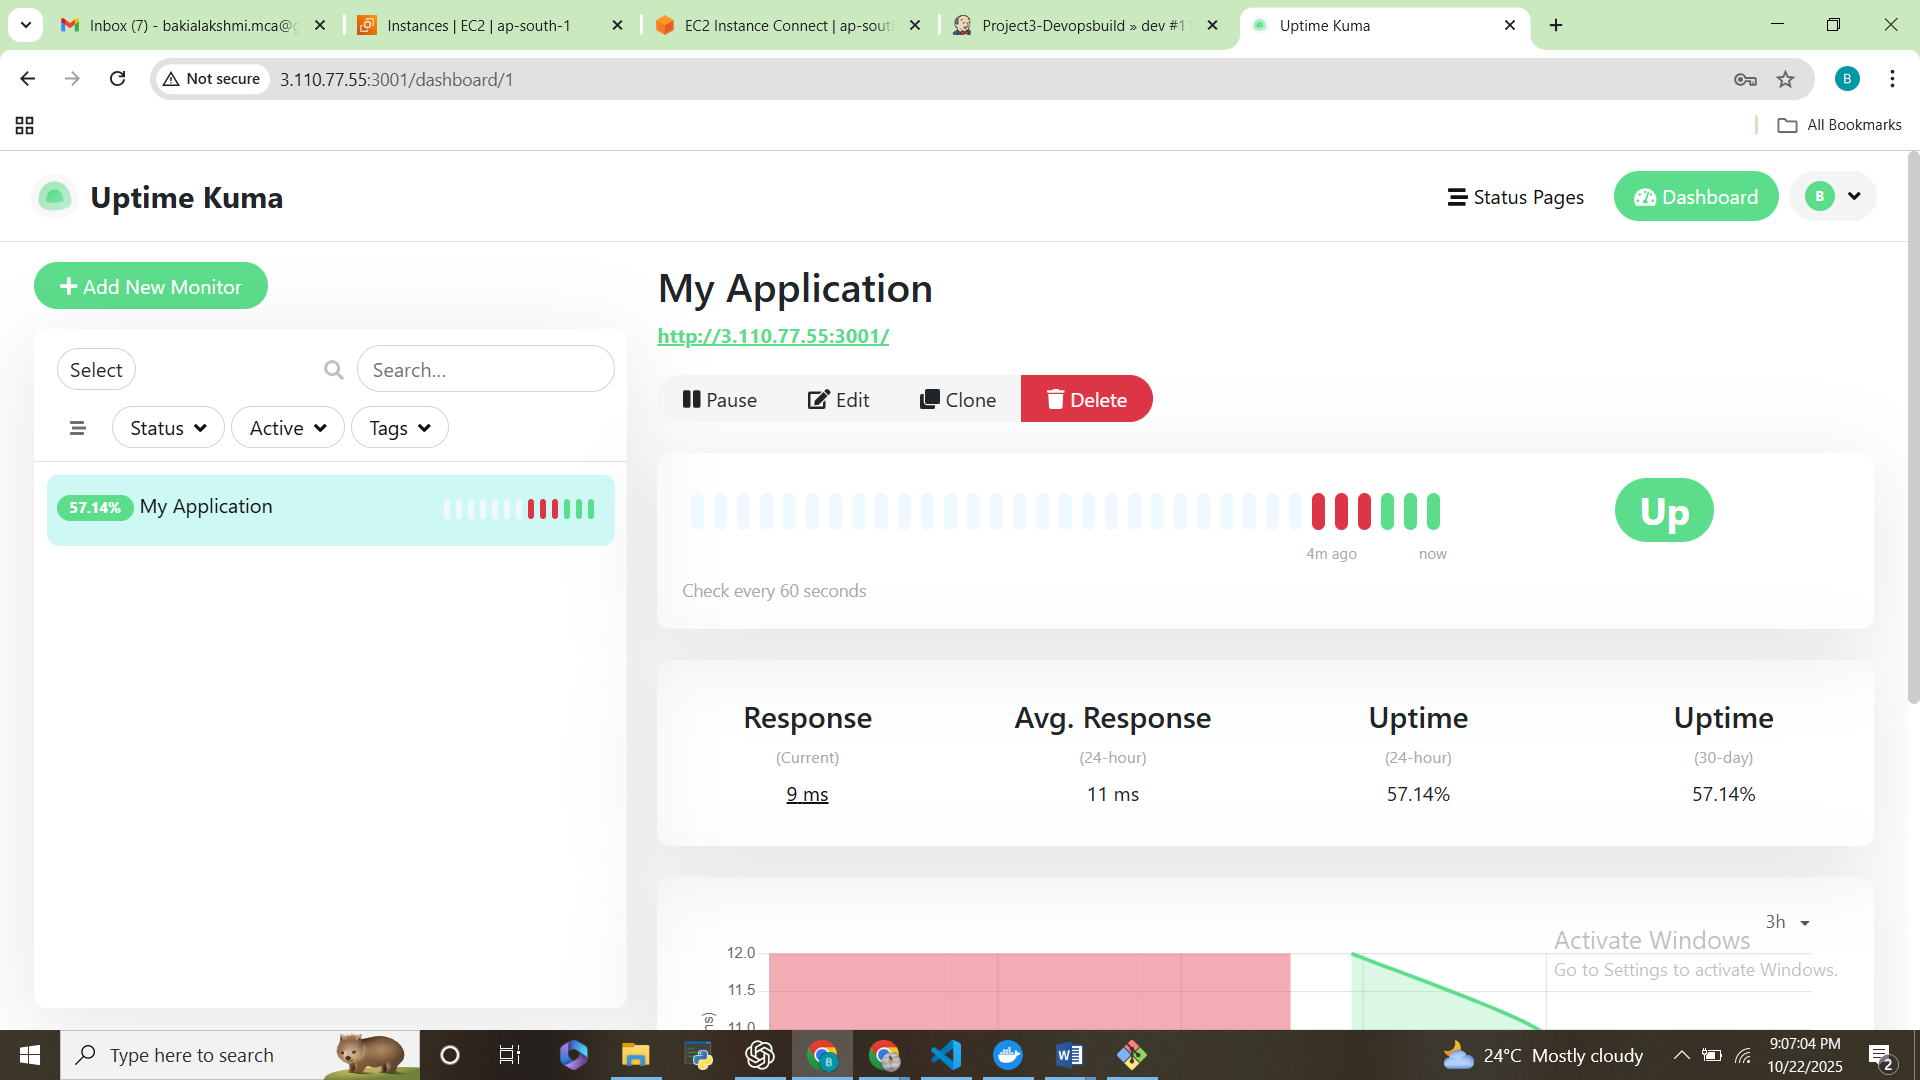 Inbox (7) - bakialakshmi.mca@g
Instances | EC2 | ap-south-1
EC2 Instance Connect | ap-sout
Project3-Devopsbuild » dev #11
Uptime Kuma
Not secure
3.110.77.55:3001/dashboard/1
B
All Bookmarks
Uptime Kuma
Status Pages
Dashboard
B
Add New Monitor
My Application
http://3.110.77.55:3001/
Select
Search...
Pause
Edit
Clone
Delete
Status
Active
Tags
57.14%
My Application
Up
4m ago
now
Check every 60 seconds
Response
Avg. Response
Uptime
Uptime
(Current)
(24-hour)
(24-hour)
(30-day)
9 ms
11 ms
57.14%
57.14%
3h
12.0
11.5
11.0
Activate Windows
Go to Settings to activate Windows.
Type here to search
24°C Mostly cloudy
9:07:04 PM
10/22/2025
2